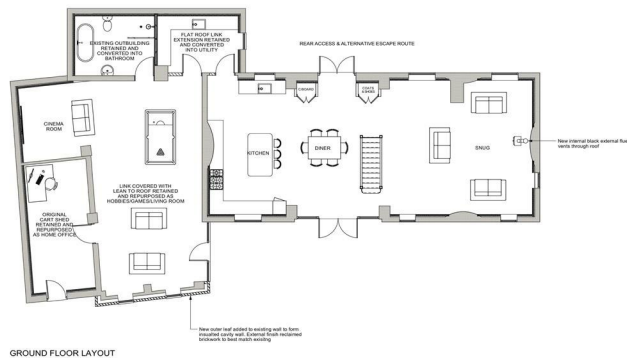 EXISTING OUTBUILDING
RETAINED AND
CONVERTED INTO
BATHROOM
FLAT ROOF LINK
EXTENSION RETAINED
AND CONVERTED
INTO UTILITY
REAR ACCESS & ALTERNATIVE ESCAPE ROUTE
CUPBOARD
COATS
& SHOES
CINEMA
ROOM
KITCHEN
DINER
SNUG
New internal black external flue
vents through roof
LINK COVERED WITH
LEAN TO ROOF RETAINED
AND REPURPOSED AS
HOBBIES/GAMES/LIVING ROOM
ORIGINAL
CART SHED
RETAINED AND
REPURPOSED
AS HOME OFFICE
New outer leaf added to existing wall to form
insualted cavity wall. External finish reclaimed
brickwork to best match existing
GROUND FLOOR LAYOUT